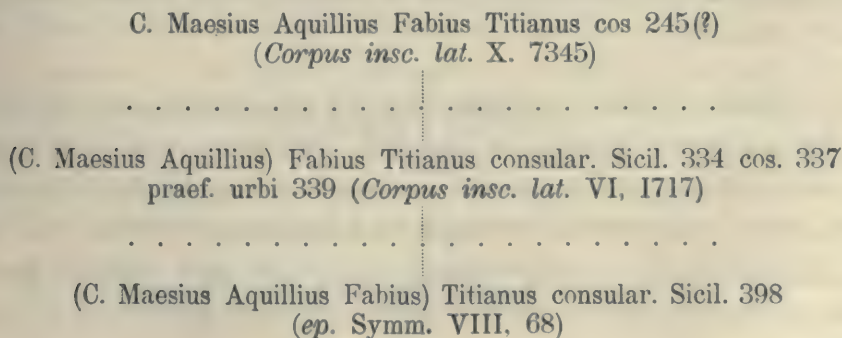 C. Maesius Aquillius Fabius Titianus cos 245(?)
(Corpus insc. lat. X. 7345)
. . . . . . . . . . . . . . . . . . . . . .
(C. Maesius Aquillius) Fabius Titianus consular. Sicil. 334 cos. 337
praef. urbi 339 (Corpus insc. lat. VI, I717)
. . . . . . . . . . . . . . . . . . . . . .
(C. Maesius Aquillius Fabius) Titianus consular. Sicil. 398
(ep. Symm. VIII, 68)